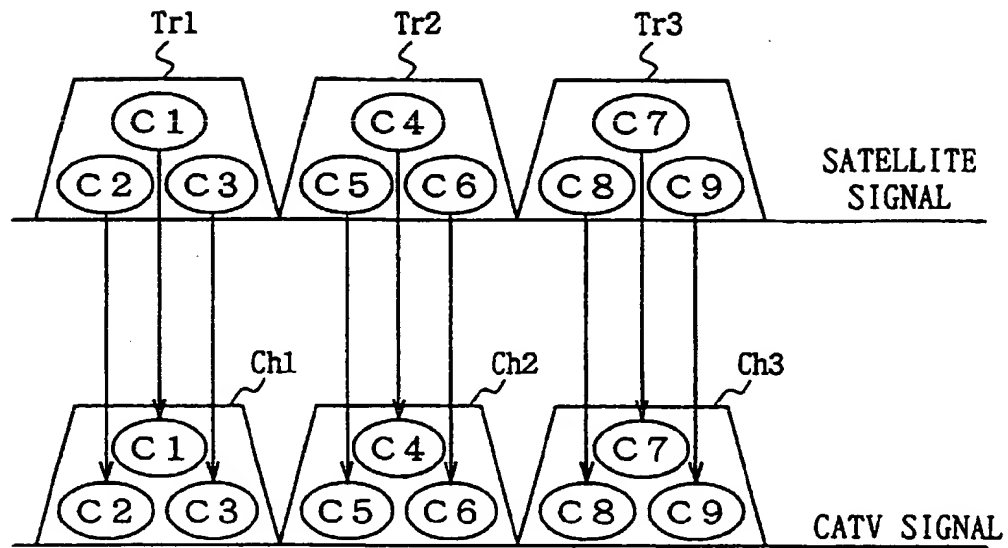 Tr1 Tr2 Tr3
C1 C4 C7
C2 C3 C5 C6 C8 C9
SATELLITE
SIGNAL
Ch1 Ch2 Ch3
C1 C4 C7
C2 C3 C5 C6 C8 C9
CATV SIGNAL